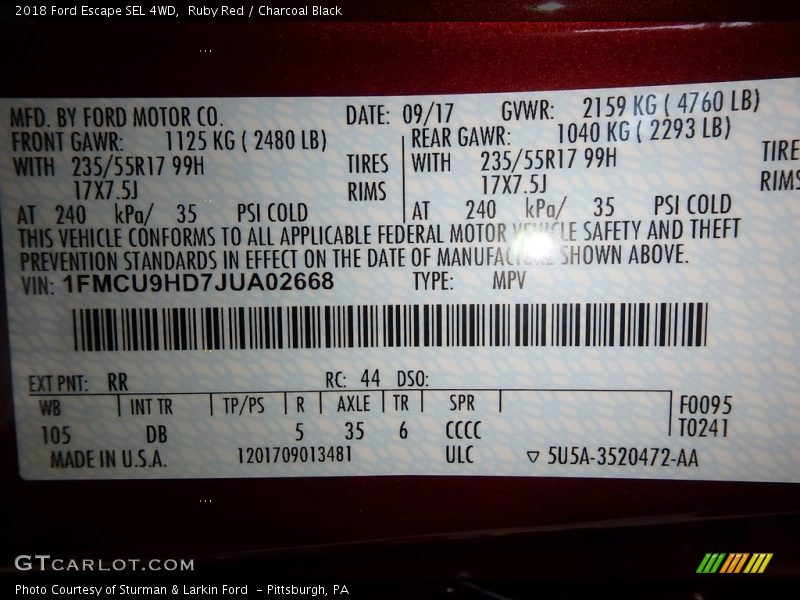 2018 Ford Escape SEL 4WD,  Ruby Red / Charcoal Black
MFD. BY FORD MOTOR CO. DATE: 09/17 GVWR: 2159 KG ( 4760 LB)
FRONT GAWR: 1125 KG ( 2480 LB) REAR GAWR: 1040 KG ( 2293 LB)
WITH 235/55R17 99H TIRES WITH 235/55R17 99H TIRES
17X7.5J RIMS 17X7.5J RIMS
AT 240 kPa/ 35 PSI COLD AT 240 kPa/ 35 PSI COLD
THIS VEHICLE CONFORMS TO ALL APPLICABLE FEDERAL MOTOR VEHICLE SAFETY AND THEFT
PREVENTION STANDARDS IN EFFECT ON THE DATE OF MANUFACTURE SHOWN ABOVE.
VIN: 1FMCU9HD7JUA02668 TYPE: MPV
EXT PNT: RR RC: 44 DSO:
WB INT TR TP/PS R AXLE TR SPR F0095
105 DB 5 35 6 CCCC T0241
MADE IN U.S.A. 1201709013481 ULC ▽ 5U5A-3520472-AA
GTCARLOT.COM
Photo Courtesy of Sturman & Larkin Ford  - Pittsburgh, PA